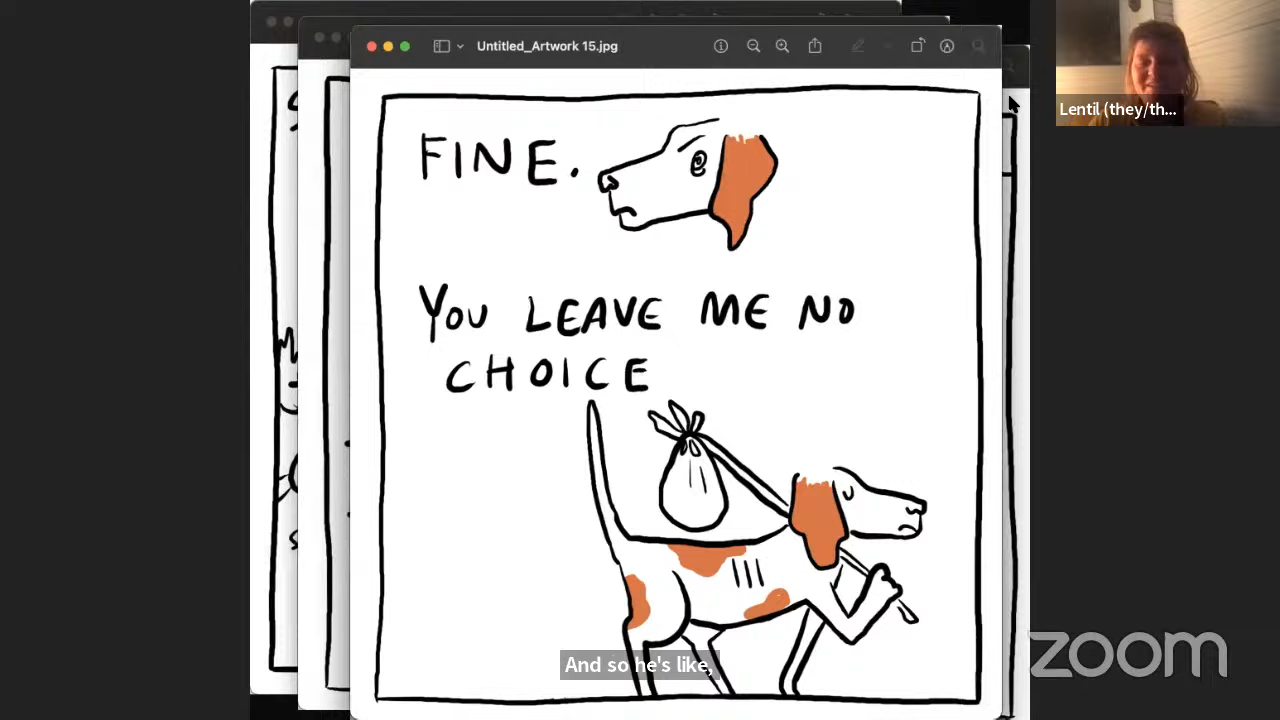 Untitled_Artwork 15.jpg
Lentil (they/th...
FINE.
YOU LEAVE ME NO
CHOICE
And so he's like,
zoom